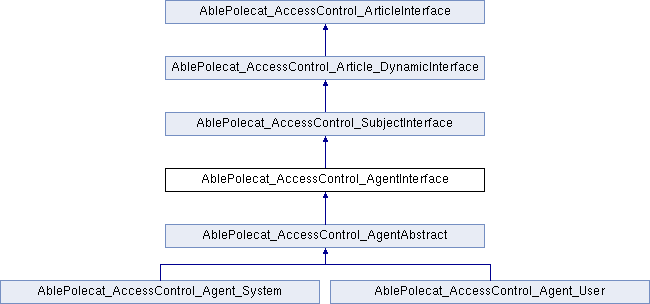 AblePolecat_AccessControl_ArticleInterface
AblePolecat_AccessControl_Article_DynamicInterface
AblePolecat_AccessControl_SubjectInterface
AblePolecat_AccessControl_AgentInterface
AblePolecat_AccessControl_AgentAbstract
AblePolecat_AccessControl_Agent_System
AblePolecat_AccessControl_Agent_User